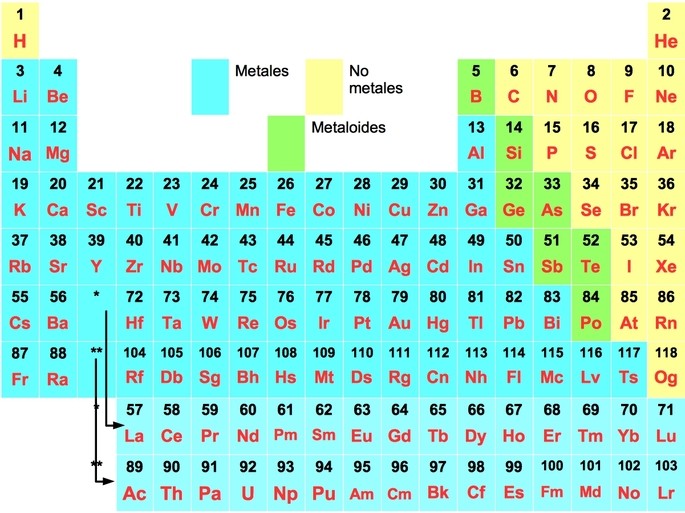 1 2
H He
3 4 Metales No 5 6 7 8 9 10
Li Be metales B C N O F Ne
11 12 Metaloides 13 14 15 16 17 18
Na Mg Al Si P S Cl Ar
19 20 21 22 23 24 25 26 27 28 29 30 31 32 33 34 35 36
K Ca Sc Ti V Cr Mn Fe Co Ni Cu Zn Ga Ge As Se Br Kr
37 38 39 40 41 42 43 44 45 46 47 48 49 50 51 52 53 54
Rb Sr Y Zr Nb Mo Tc Ru Rd Pd Ag Cd In Sn Sb Te I Xe
55 56 * 72 73 74 75 76 77 78 79 80 81 82 83 84 85 86
Cs Ba Hf Ta W Re Os Ir Pt Au Hg Tl Pb Bi Po At Rn
87 88 ** 104 105 106 107 108 109 110 111 112 113 114 115 116 117 118
Fr Ra Rf Db Sg Bh Hs Mt Ds Rg Cn Nh Fl Mc Lv Ts Og
* 57 58 59 60 61 62 63 64 65 66 67 68 69 70 71
La Ce Pr Nd Pm Sm Eu Gd Tb Dy Ho Er Tm Yb Lu
** 89 90 91 92 93 94 95 96 97 98 99 100 101 102 103
Ac Th Pa U Np Pu Am Cm Bk Cf Es Fm Md No Lr